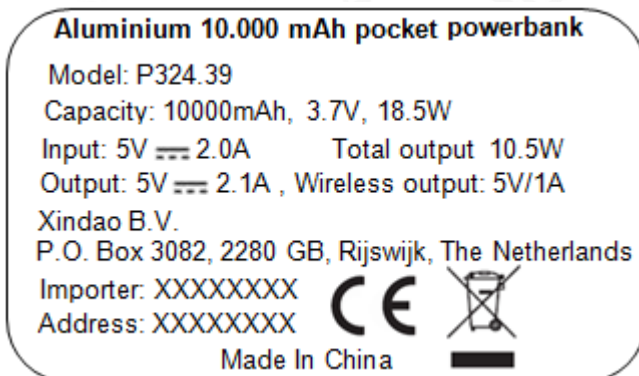 Aluminium 10.000 mAh pocket powerbank
Model: P324.39
Capacity: 10000mAh, 3.7V, 18.5W
Input: 5V ⎓ 2.0A Total output 10.5W
Output: 5V ⎓ 2.1A , Wireless output: 5V/1A
Xindao B.V.
P.O. Box 3082, 2280 GB, Rijswijk, The Netherlands
Importer: XXXXXXXX
Address: XXXXXXXX
CE
Made In China